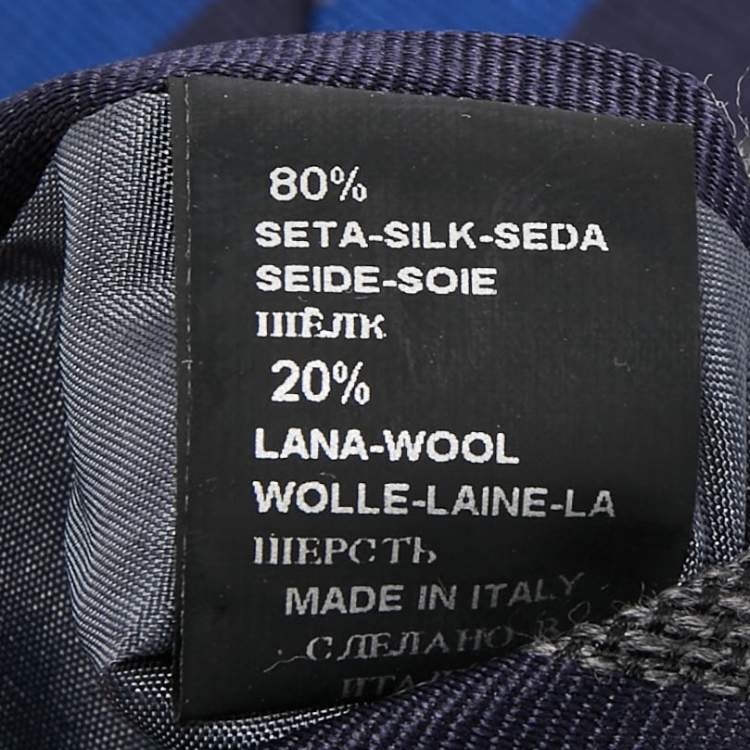 80%
SETA-SILK-SEDA
SEIDE-SOIE
ШЁЛК
20%
LANA-WOOL
WOLLE-LAINE-LA
ШЕРСТЬ
MADE IN ITALY
СДЕЛАНО В